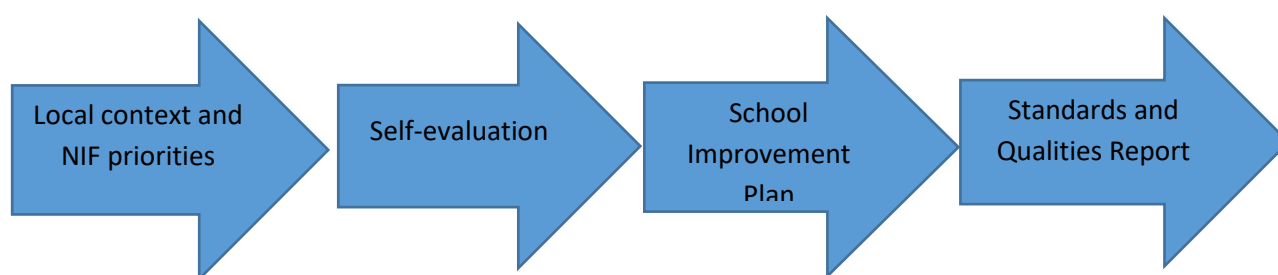 Local context and
NIF priorities
Self-evaluation
School
Improvement
Plan
Standards and
Qualities Report